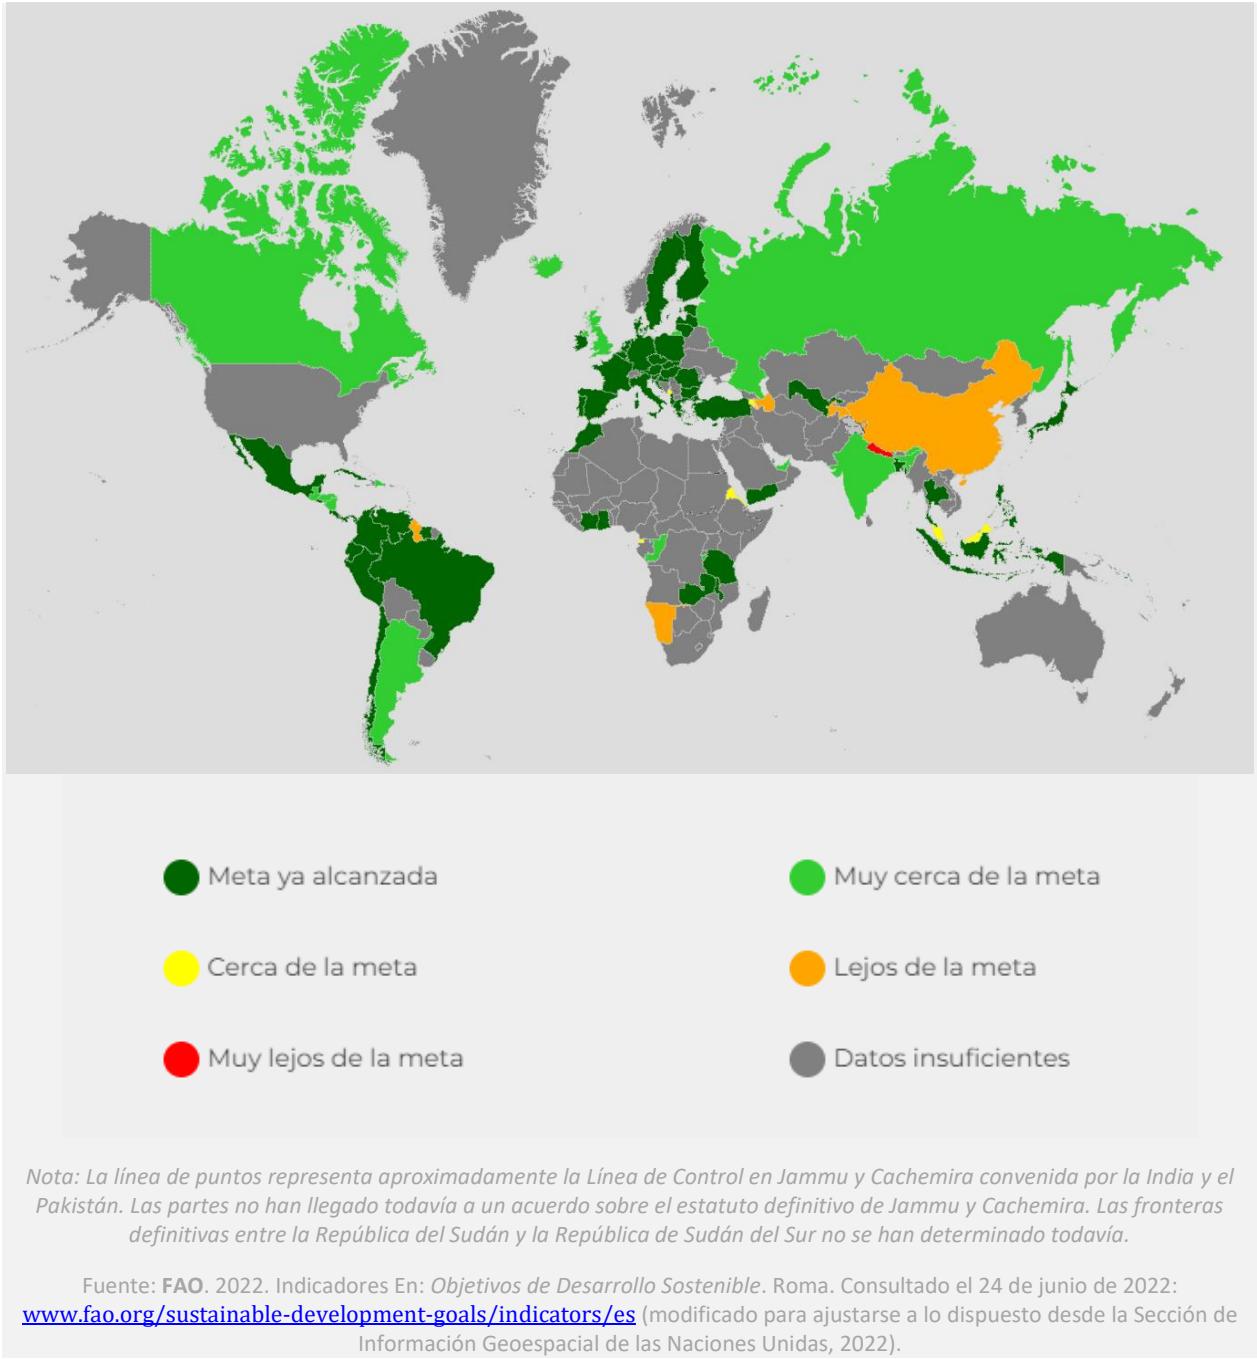 Meta ya alcanzada
Muy cerca de la meta
Cerca de la meta
Lejos de la meta
Muy lejos de la meta
Datos insuficientes
Nota: La línea de puntos representa aproximadamente la Línea de Control en Jammu y Cachemira convenida por la India y el
Pakistán. Las partes no han llegado todavía a un acuerdo sobre el estatuto definitivo de Jammu y Cachemira. Las fronteras
definitivas entre la República del Sudán y la República de Sudán del Sur no se han determinado todavía.
Fuente: FAO. 2022. Indicadores En: Objetivos de Desarrollo Sostenible. Roma. Consultado el 24 de junio de 2022:
www.fao.org/sustainable-development-goals/indicators/es (modificado para ajustarse a lo dispuesto desde la Sección de
Información Geoespacial de las Naciones Unidas, 2022).